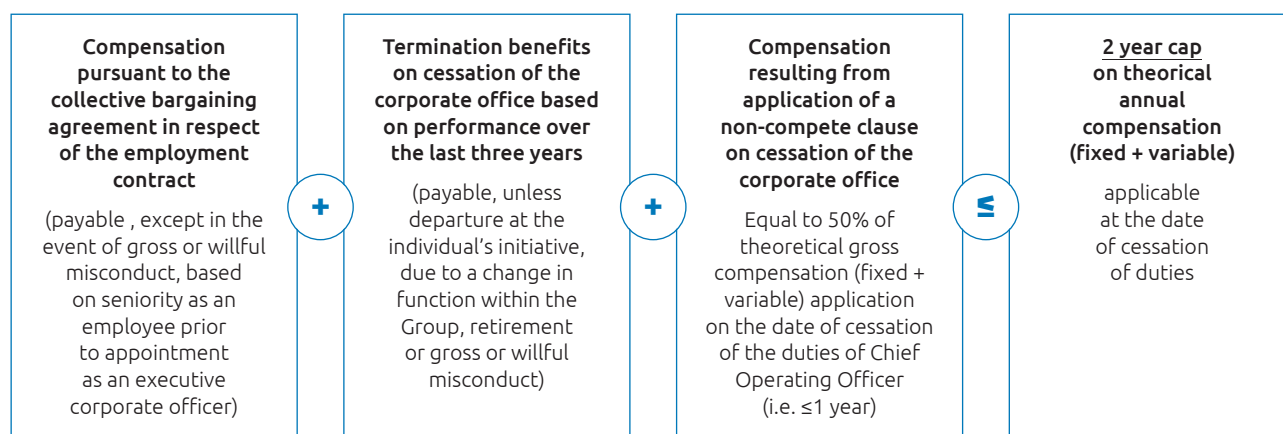 Compensation
pursuant to the
collective bargaining
agreement in respect
of the employment
contract
(payable , except in the
event of gross or willful
misconduct, based
on seniority as an
employee prior
to appointment
as an executive
corporate officer)
+
Termination benefits
on cessation of the
corporate office based
on performance over
the last three years
(payable, unless
departure at the
individual’s initiative,
due to a change in
function within the
Group, retirement
or gross or willful
misconduct)
+
Compensation
resulting from
application of a
non-compete clause
on cessation of the
corporate office
Equal to 50% of
theoretical gross
compensation (fixed +
variable) application
on the date of cessation
of the duties of Chief
Operating Officer
(i.e. ≤1 year)
≤
2 year cap
on theorical
annual
compensation
(fixed + variable)
applicable
at the date
of cessation
of duties